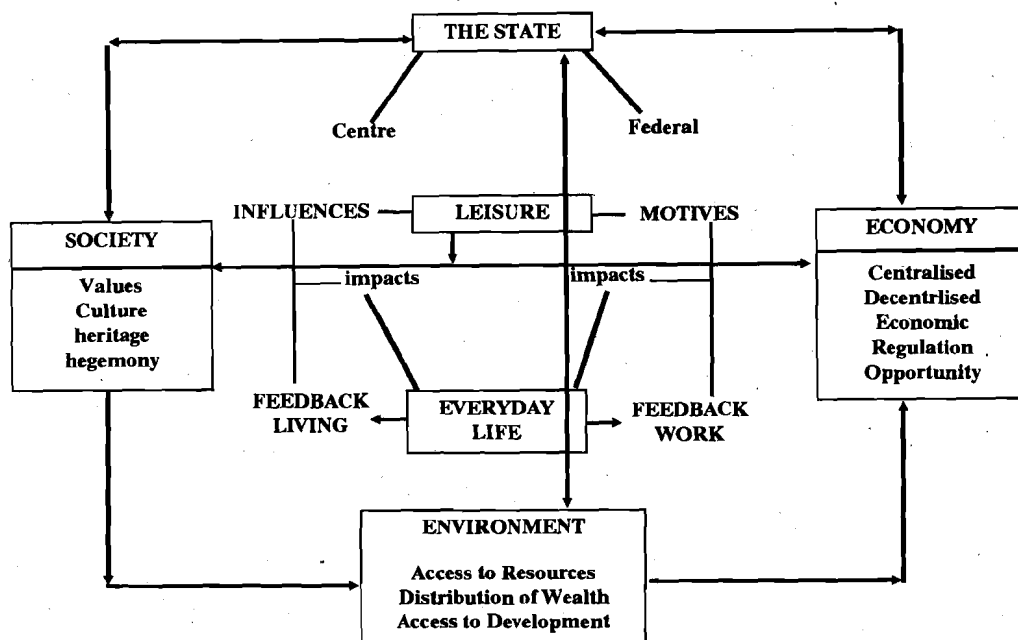 THE STATE
Centre
Federal
INFLUENCES
LEISURE
MOTIVES
SOCIETY
Values
Culture
heritage
hegemony
ECONOMY
Centralised
Decentrlised
Economic
Regulation
Opportunity
impacts
impacts
FEEDBACK
LIVING
EVERYDAY
LIFE
FEEDBACK
WORK
ENVIRONMENT
Access to Resources
Distribution of Wealth
Access to Development